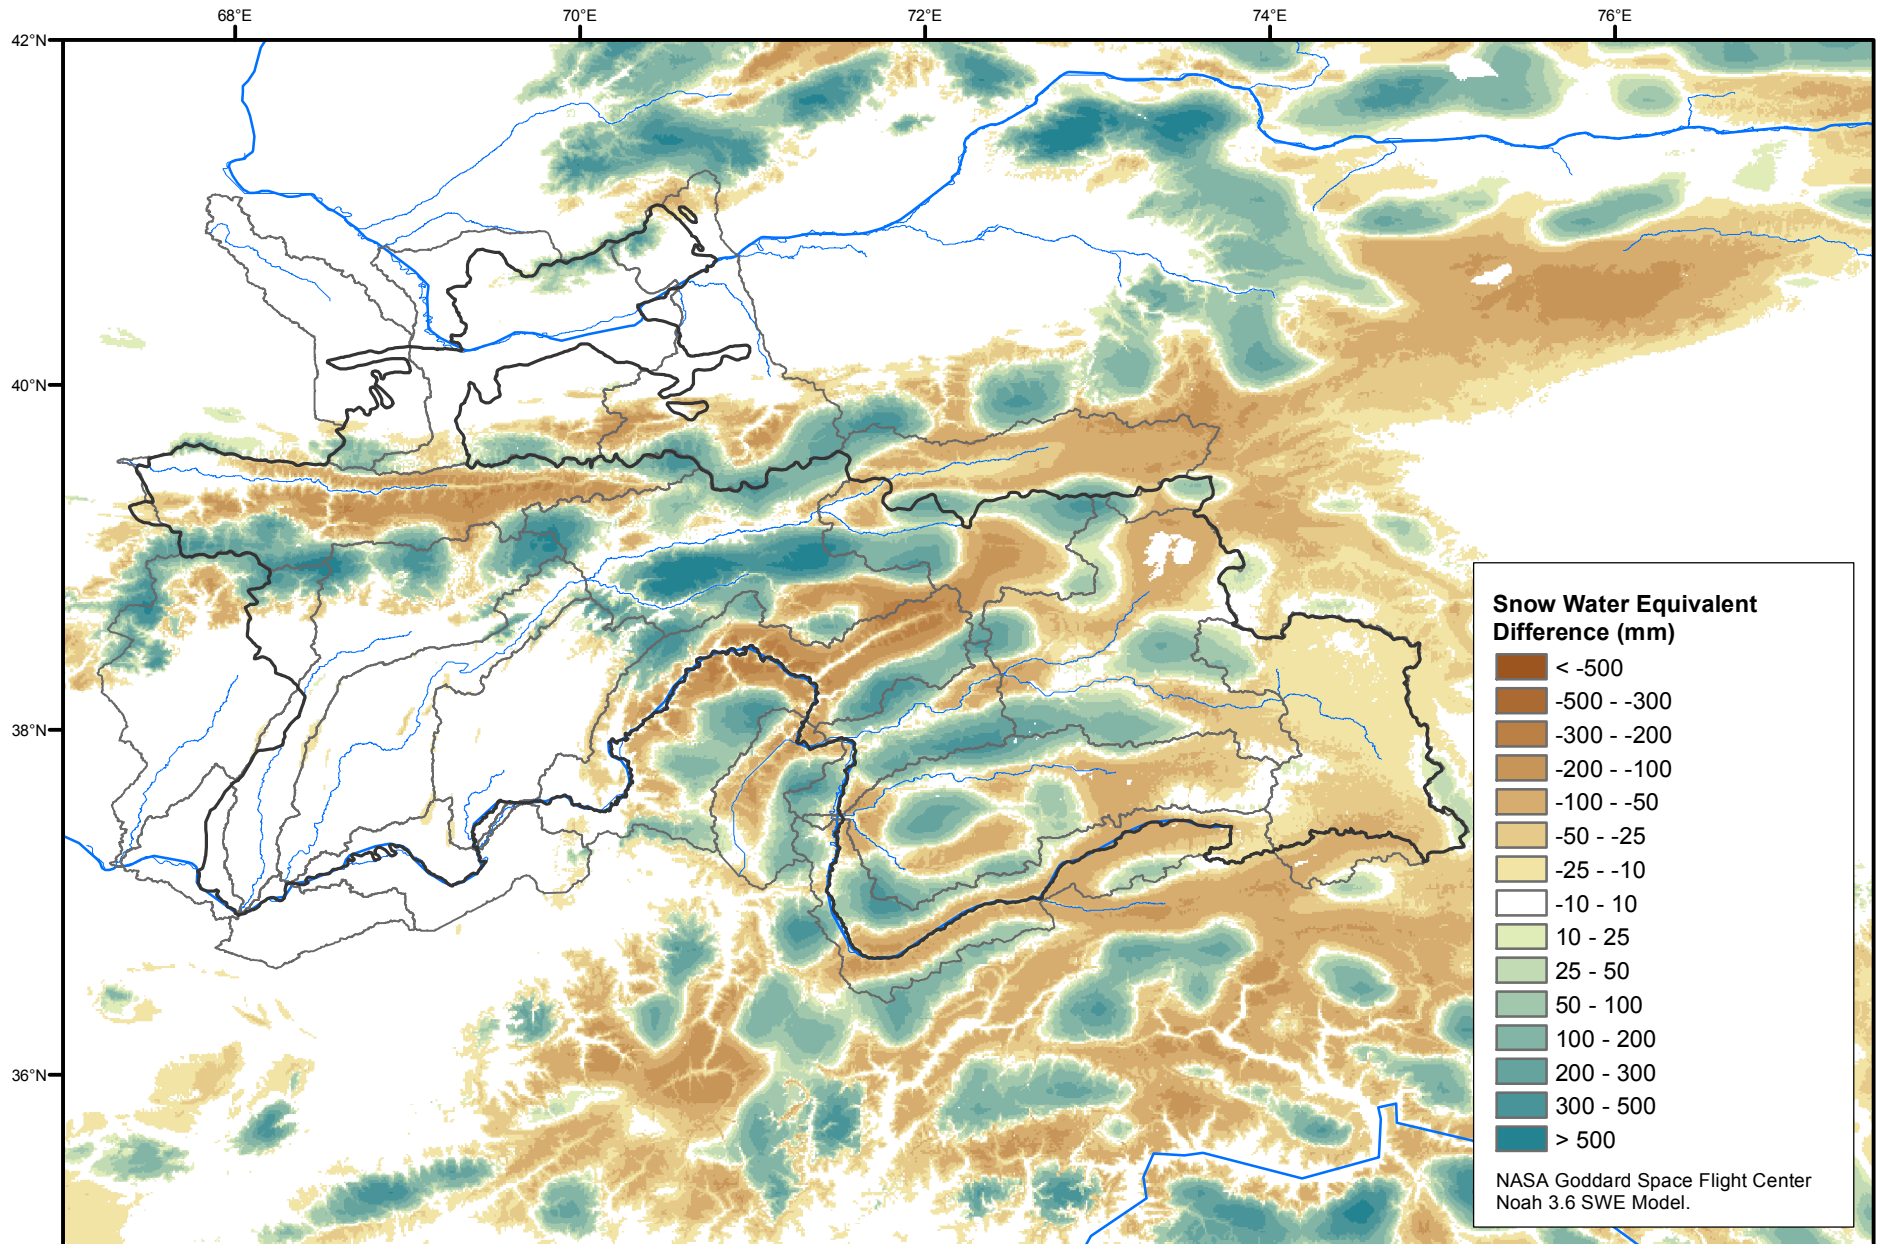 68°E
70°E
72°E
74°E
76°E
42°N
40°N
38°N
36°N
Snow Water Equivalent
Difference (mm)
< -500
-500 - -300
-300 - -200
-200 - -100
-100 - -50
-50 - -25
-25 - -10
-10 - 10
10 - 25
25 - 50
50 - 100
100 - 200
200 - 300
300 - 500
> 500
NASA Goddard Space Flight Center
Noah 3.6 SWE Model.